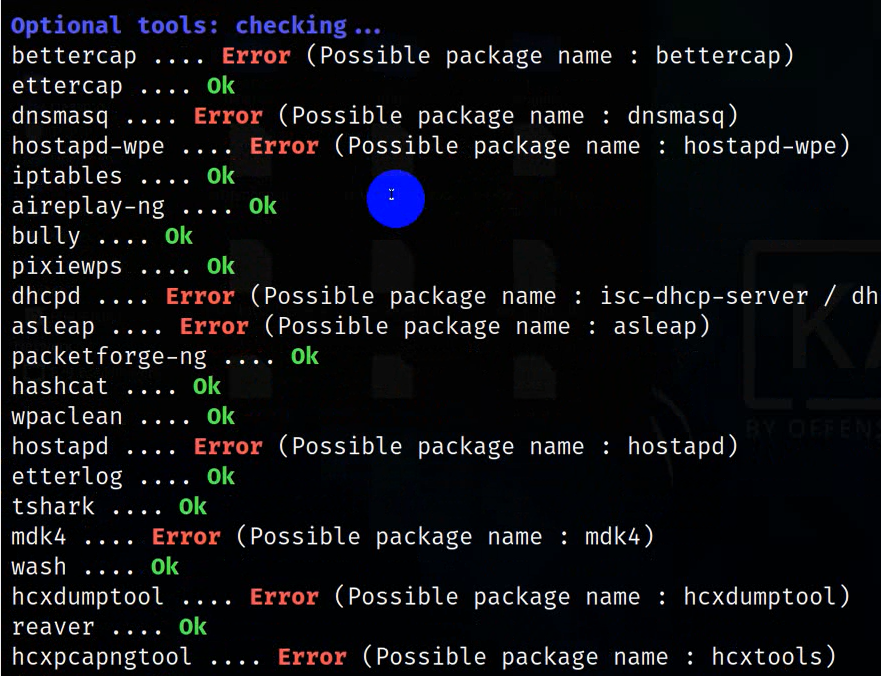 Optional tools: checking...
bettercap .... Error (Possible package name : bettercap)
ettercap .... Ok
dnsmasq .... Error (Possible package name : dnsmasq)
hostapd-wpe .... Error (Possible package name : hostapd-wpe)
iptables .... Ok
aireplay-ng .... Ok
bully .... Ok
pixiewps .... Ok
dhcpd .... Error (Possible package name : isc-dhcp-server / dh
asleap .... Error (Possible package name : asleap)
packetforge-ng .... Ok
hashcat .... Ok
wpaclean .... Ok
hostapd .... Error (Possible package name : hostapd)
etterlog .... Ok
tshark .... Ok
mdk4 .... Error (Possible package name : mdk4)
wash .... Ok
hcxdumptool .... Error (Possible package name : hcxdumptool)
reaver .... Ok
hcxpcapngtool .... Error (Possible package name : hcxtools)
KA
BY OFFENS